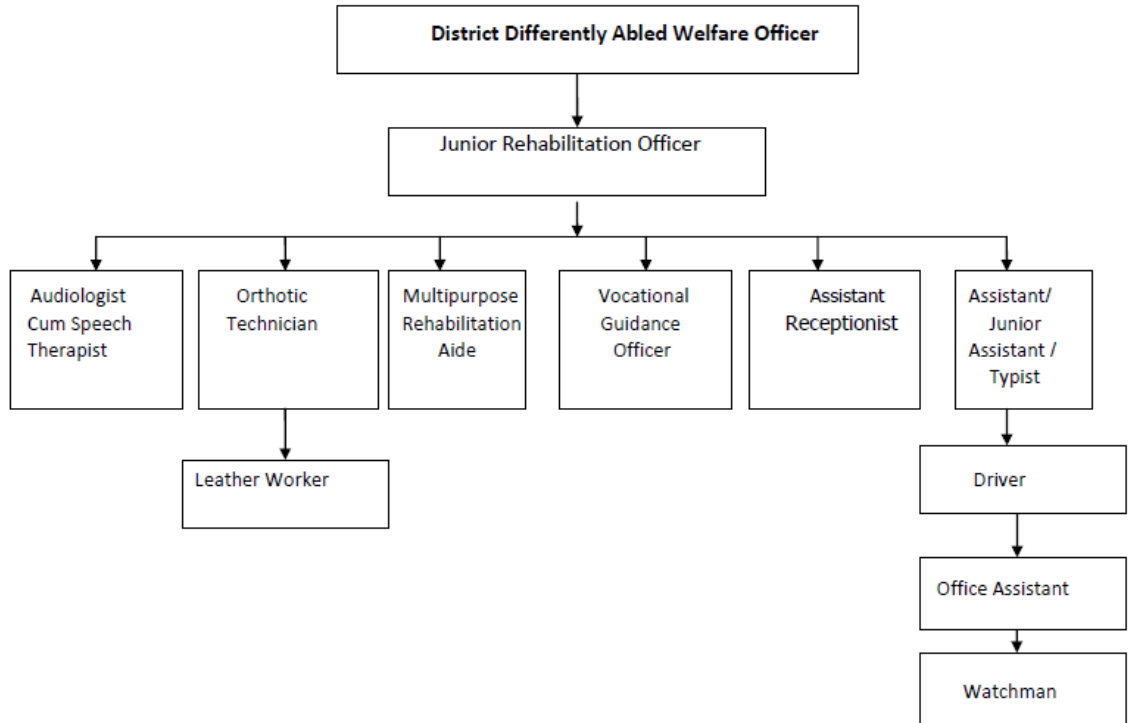 District Differently Abled Welfare Officer
Junior Rehabilitation Officer
Audiologist
Cum Speech
Therapist
Orthotic
Technician
Multipurpose
Rehabilitation
Aide
Vocational
Guidance
Officer
Assistant
Receptionist
Assistant/
Junior
Assistant /
Typist
Leather Worker
Driver
Office Assistant
Watchman